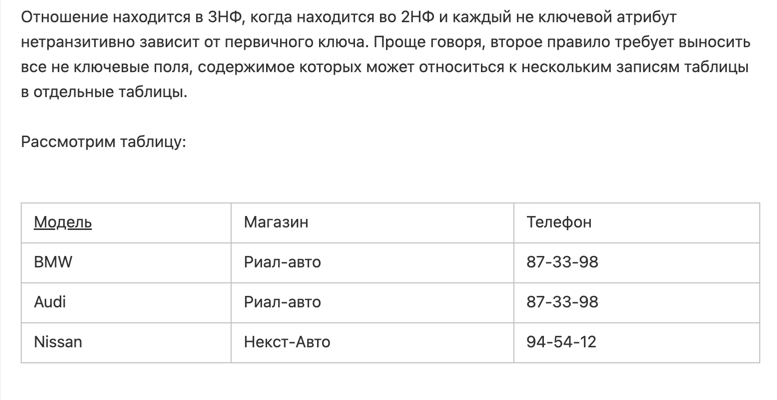 Отношение находится в 3НФ, когда находится во 2НФ и каждый не ключевой атрибут
нетранзитивно зависит от первичного ключа. Проще говоря, второе правило требует выносить
все не ключевые поля, содержимое которых может относиться к нескольким записям таблицы
в отдельные таблицы.
Рассмотрим таблицу:
Модель Магазин Телефон
BMW Риал-авто 87-33-98
Audi Риал-авто 87-33-98
Nissan Некст-Авто 94-54-12